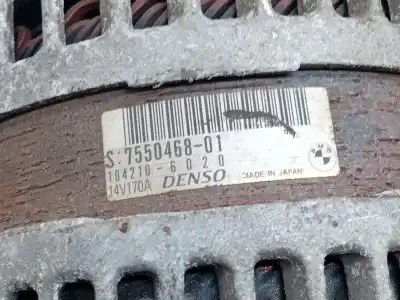 S:7550468-01
104210-6020
14V170A DENSO MADE IN JAPAN